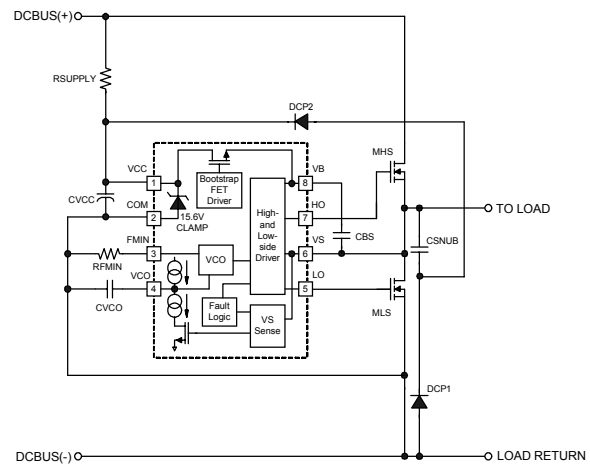 DCBUS(+)
RSUPPLY
DCP2
MHS
VCC
1
Bootstrap
FET
Driver
VB
8
CVCC
COM
2
15.6V
CLAMP
High-
and
Low-
side
Driver
HO
7
TO LOAD
CBS
CSNUB
FMIN
3
VCO
VS
6
RFMIN
VCO
4
LO
5
CVCO
Fault
Logic
VS
Sense
MLS
DCP1
DCBUS(-)
LOAD RETURN